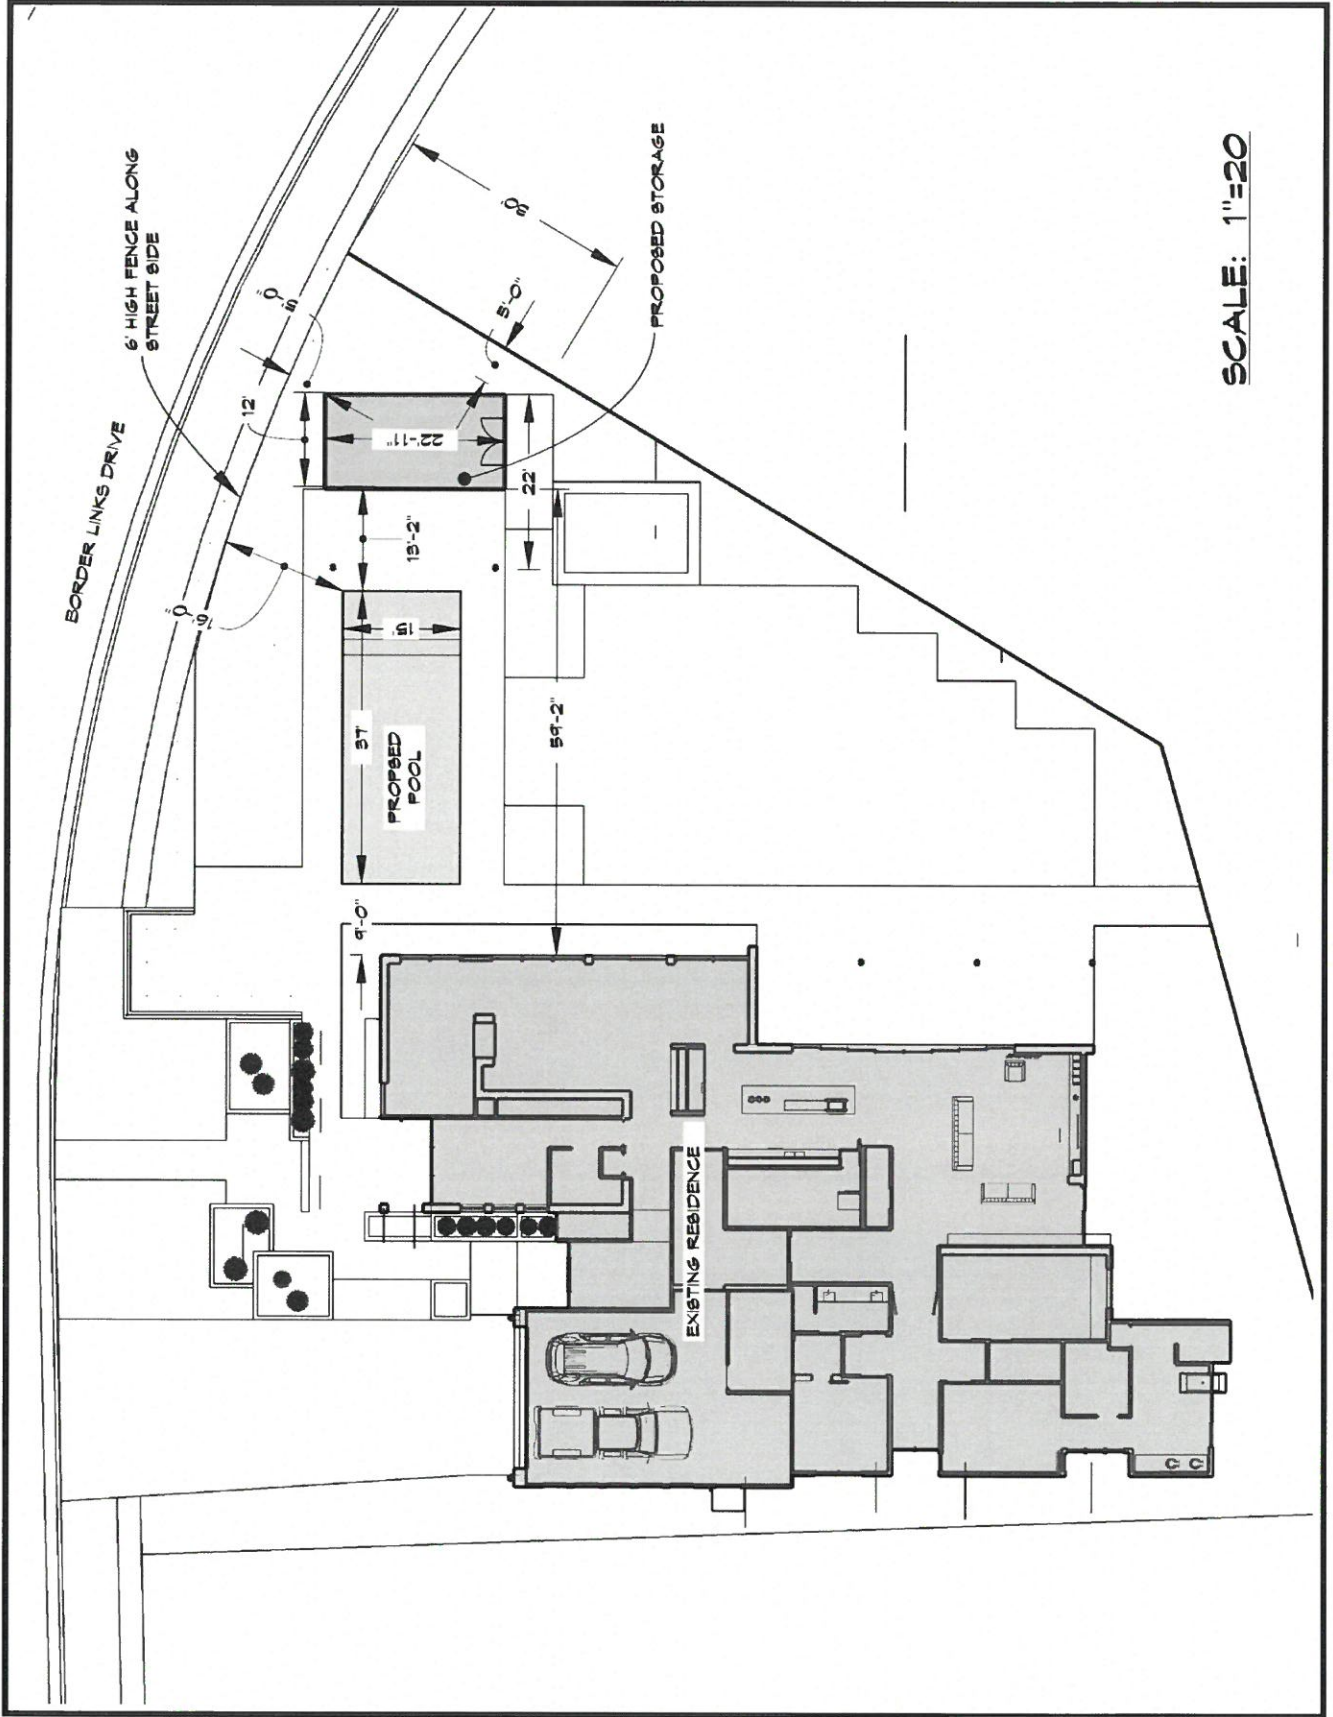 6' HIGH FENCE ALONG
STREET SIDE
BORDER LINKS DRIVE
5'-0"
12'
16'-0"
22'-11"
5'-0"
30'
PROPOSED STORAGE
22'
13'-2"
15'
37'
PROPSED
POOL
59'-2"
9'-0"
EXISTING RESIDENCE
SCALE: 1"=20